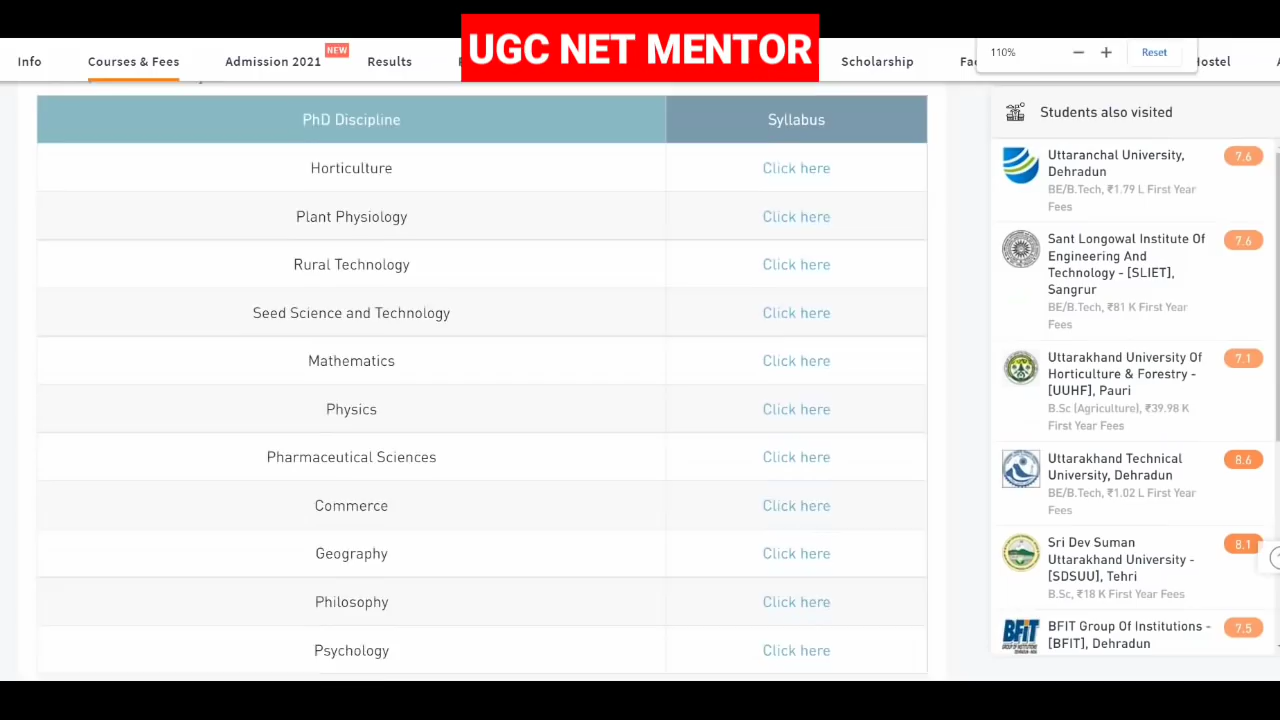 UGC NET MENTOR
110% − + Reset
Info Courses & Fees Admission 2021 NEW Results Scholarship
PhD Discipline Syllabus
Horticulture Click here
Plant Physiology Click here
Rural Technology Click here
Seed Science and Technology Click here
Mathematics Click here
Physics Click here
Pharmaceutical Sciences Click here
Commerce Click here
Geography Click here
Philosophy Click here
Psychology Click here
Students also visited
Uttaranchal University, 7.6
Dehradun
BE/B.Tech, ₹1.79 L First Year
Fees
Sant Longowal Institute Of 7.6
Engineering And
Technology - [SLIET],
Sangrur
BE/B.Tech, ₹81 K First Year
Fees
Uttarakhand University Of 7.1
Horticulture & Forestry -
[UUHF], Pauri
B.Sc (Agriculture), ₹39.98 K
First Year Fees
Uttarakhand Technical 8.6
University, Dehradun
BE/B.Tech, ₹1.02 L First Year
Fees
Sri Dev Suman 8.1
Uttarakhand University -
[SDSUU], Tehri
B.Sc, ₹18 K First Year Fees
BFIT Group Of Institutions - 7.5
[BFIT], Dehradun
BFIT